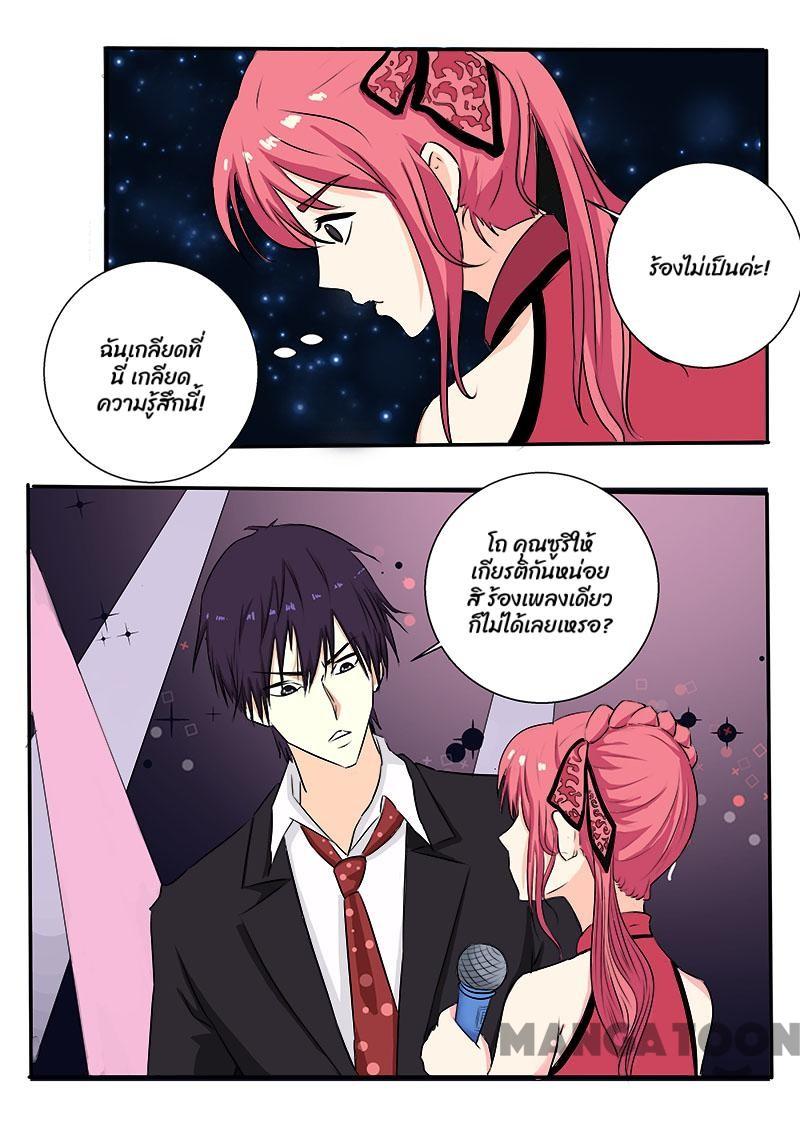 ร้องไม่เป็นค่ะ!
ฉันเกลียดที่
นี่ เกลียด
ความรู้สึกนี้!
โถ คุณซูรีให้
เกียรติกันหน่อย
สิ ร้องเพลงเดียว
ก็ไม่ได้เลยเหรอ?
MANGATOON